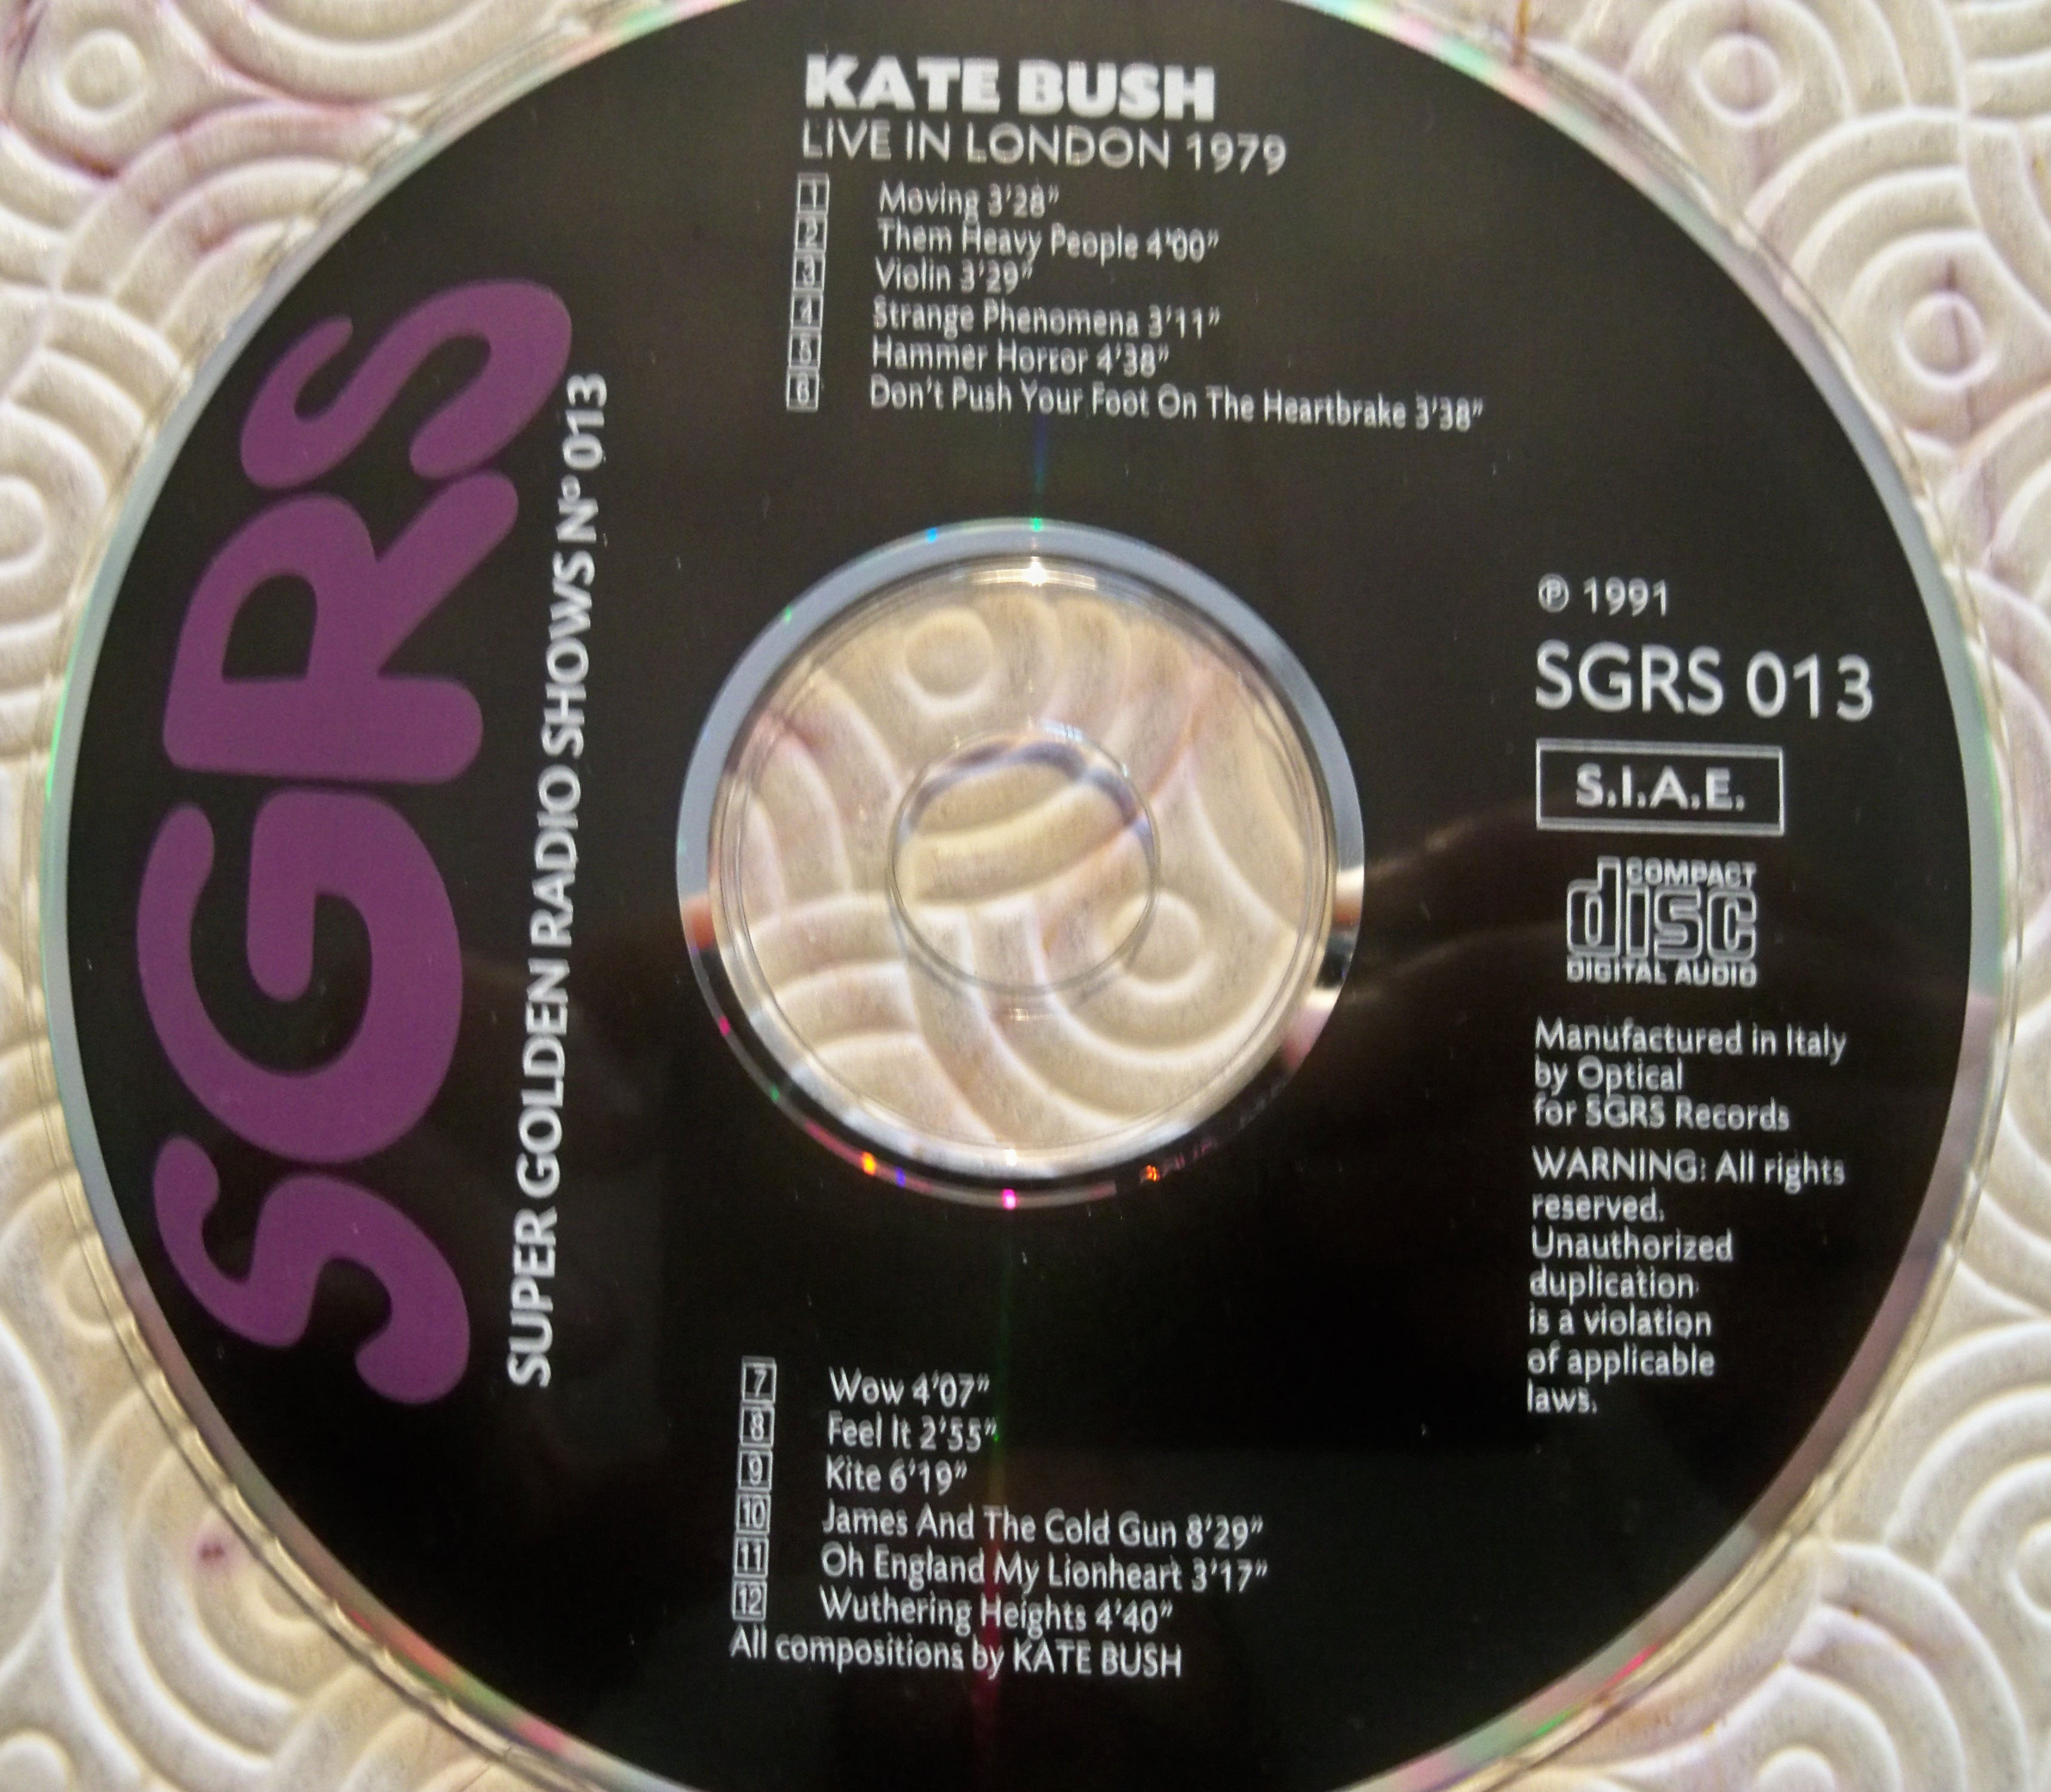 KATE BUSH
LIVE IN LONDON 1979
1 Moving 3'28"
2 Them Heavy People 4'00"
3 Violin 3'29"
4 Strange Phenomena 3'11"
5 Hammer Horror 4'38"
6 Don't Push Your Foot On The Heartbrake 3'38"
SGRS
SUPER GOLDEN RADIO SHOWS Nº 013
℗ 1991
SGRS 013
S.I.A.E.
COMPACT
disc
DIGITAL AUDIO
Manufactured in Italy
by Optical
for SGRS Records
WARNING: All rights
reserved.
Unauthorized
duplication
is a violation
of applicable
laws.
7 Wow 4'07"
8 Feel It 2'55"
9 Kite 6'19"
10 James And The Cold Gun 8'29"
11 Oh England My Lionheart 3'17"
12 Wuthering Heights 4'40"
All compositions by KATE BUSH